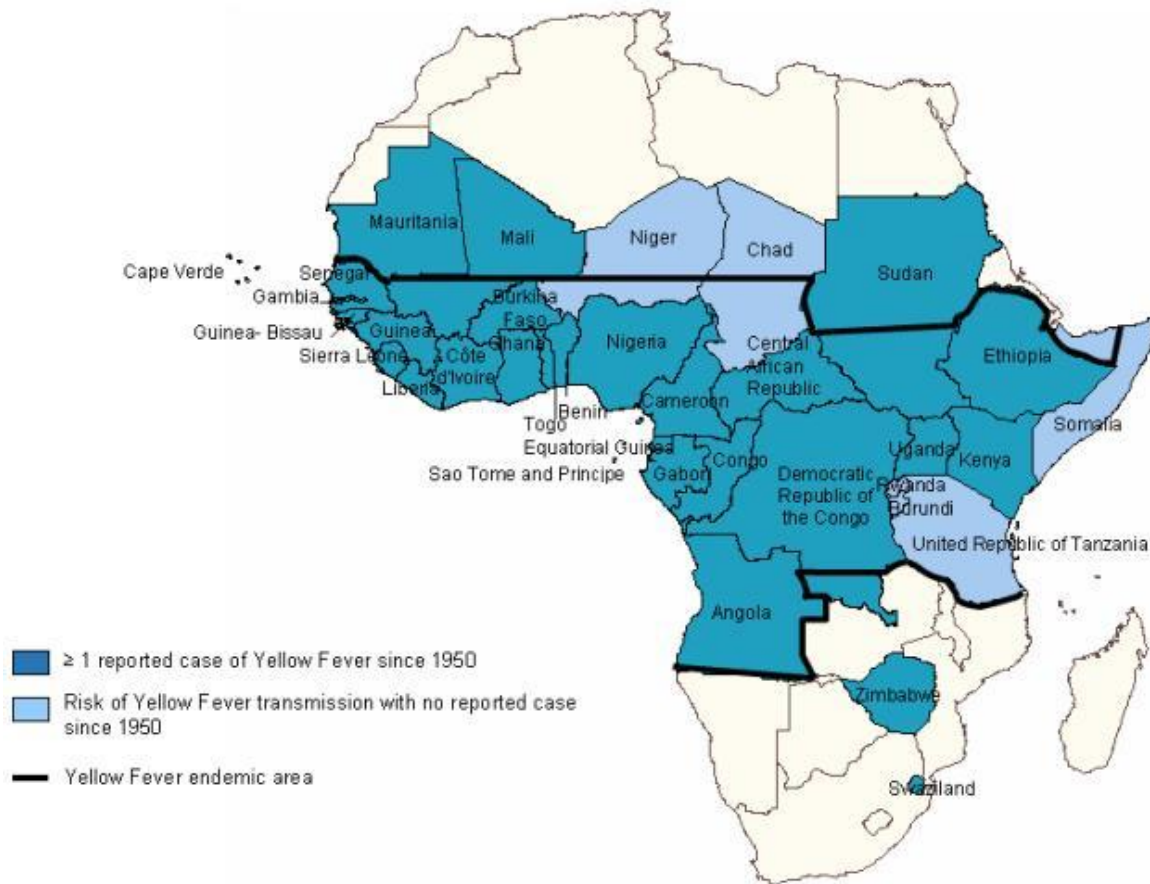 Mauritania
Mali
Niger
Chad
Sudan
Cape Verde
Senegal
Gambia
Guinea- Bissau
Guinea
Sierra Leone
Liberia
Côte
d'Ivoire
Burkina
Faso
Ghana
Togo
Benin
Nigeria
Cameroon
Central
African
Republic
Ethiopia
Somalia
Equatorial Guinea
Sao Tome and Principe
Gabon
Congo
Democratic
Republic of
the Congo
Uganda
Kenya
Rwanda
Burundi
United Republic of Tanzania
Angola
Zimbabwe
Swaziland
≥ 1 reported case of Yellow Fever since 1950
Risk of Yellow Fever transmission with no reported case
since 1950
Yellow Fever endemic area